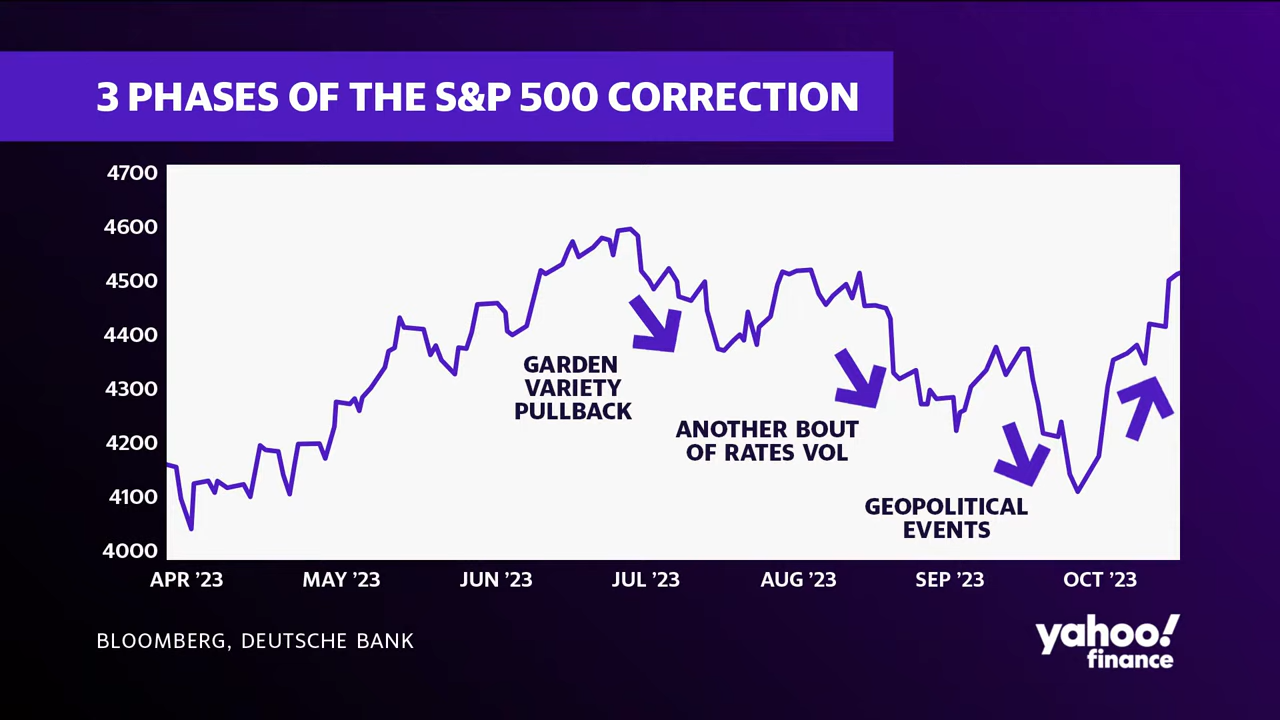 3 PHASES OF THE S&P 500 CORRECTION
4700
4600
4500
4400
4300
4200
4100
4000
GARDEN
VARIETY
PULLBACK
ANOTHER BOUT
OF RATES VOL
GEOPOLITICAL
EVENTS
APR ’23 MAY ’23 JUN ’23 JUL ’23 AUG ’23 SEP ’23 OCT ’23
BLOOMBERG, DEUTSCHE BANK
yahoo!
finance